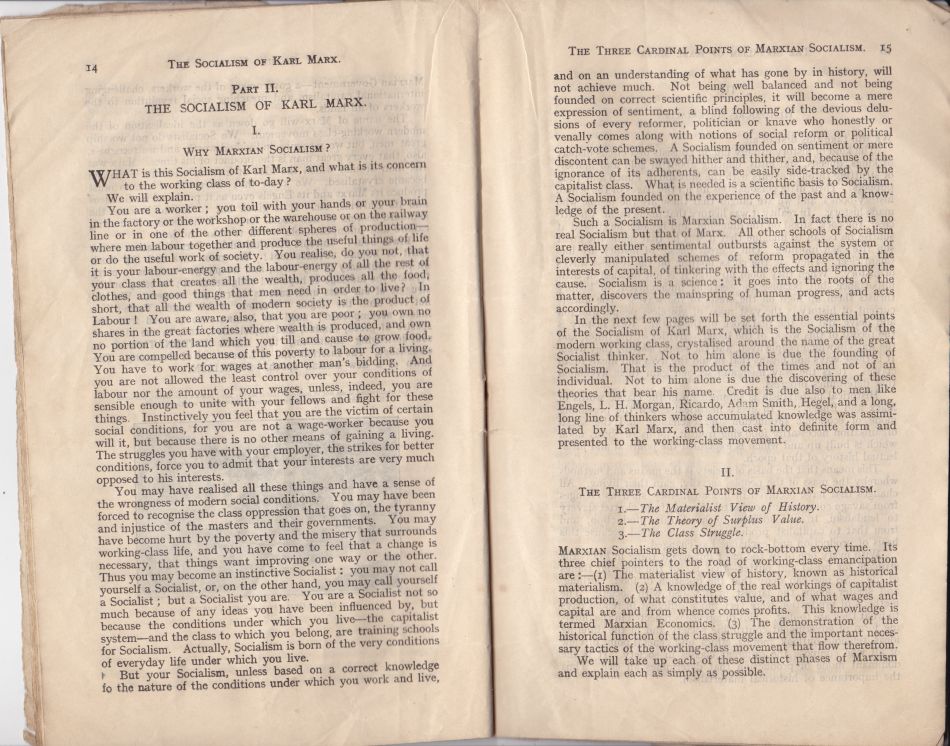 14
THE SOCIALISM OF KARL MARX.
PART II.
THE SOCIALISM OF KARL MARX.
I.
WHY MARXIAN SOCIALISM?
WHAT is this Socialism of Karl Marx, and what is its concern
to the working class of to-day?
We will explain.
You are a worker; you toil with your hands or your brain
in the factory or the workshop or the warehouse or on the railway
line or in one of the other different spheres of production—
where men labour together and produce the useful things of life
or do the useful work of society. You realise, do you not, that
it is your labour-energy and the labour-energy of all the rest of
your class that creates all the wealth, produces all the food,
clothes, and good things that men need in order to live? In
short, that all the wealth of modern society is the product of
Labour! You are aware, also, that you are poor; you own no
shares in the great factories where wealth is produced, and own
no portion of the land which you till and cause to grow food.
You are compelled because of this poverty to labour for a living.
You have to work for wages at another man's bidding. And
you are not allowed the least control over your conditions of
labour nor the amount of your wages, unless, indeed, you are
sensible enough to unite with your fellows and fight for these
things. Instinctively you feel that you are the victim of certain
social conditions, for you are not a wage-worker because you
will it, but because there is no other means of gaining a living.
The struggles you have with your employer, the strikes for better
conditions, force you to admit that your interests are very much
opposed to his interests.
You may have realised all these things and have a sense of
the wrongness of modern social conditions. You may have been
forced to recognise the class oppression that goes on, the tyranny
and injustice of the masters and their governments. You may
have become hurt by the poverty and the misery that surrounds
working-class life, and you have come to feel that a change is
necessary, that things want improving one way or the other.
Thus you may become an instinctive Socialist: you may not call
yourself a Socialist, or, on the other hand, you may call yourself
a Socialist; but a Socialist you are. You are a Socialist not so
much because of any ideas you have been influenced by, but
because the conditions under which you live—the capitalist
system—and the class to which you belong, are training schools
for Socialism. Actually, Socialism is born of the very conditions
of everyday life under which you live.
But your Socialism, unless based on a correct knowledge
fo the nature of the conditions under which you work and live,
THE THREE CARDINAL POINTS OF MARXIAN SOCIALISM. 15
and on an understanding of what has gone by in history, will
not achieve much. Not being well balanced and not being
founded on correct scientific principles, it will become a mere
expression of sentiment, a blind following of the devious delu-
sions of every reformer, politician or knave who honestly or
venally comes along with notions of social reform or political
catch-vote schemes. A Socialism founded on sentiment or mere
discontent can be swayed hither and thither, and, because of the
ignorance of its adherents, can be easily side-tracked by the
capitalist class. What is needed is a scientific basis to Socialism.
A Socialism founded on the experience of the past and a know-
ledge of the present.
Such a Socialism is Marxian Socialism. In fact there is no
real Socialism but that of Marx. All other schools of Socialism
are really either sentimental outbursts against the system or
cleverly manipulated schemes of reform propagated in the
interests of capital, of tinkering with the effects and ignoring the
cause. Socialism is a science: it goes into the roots of the
matter, discovers the mainspring of human progress, and acts
accordingly.
In the next few pages will be set forth the essential points
of the Socialism of Karl Marx, which is the Socialism of the
modern working class, crystalised around the name of the great
Socialist thinker. Not to him alone is due the founding of
Socialism. That is the product of the times and not of an
individual. Not to him alone is due the discovering of these
theories that bear his name. Credit is also due to men like
Engels, L. H. Morgan, Ricardo, Adam Smith, Hegel, and a long,
long line of thinkers whose accumulated knowledge was assimi-
lated by Karl Marx, and then cast into definite form and
presented to the working-class movement.
II.
THE THREE CARDINAL POINTS OF MARXIAN SOCIALISM.
1.—The Materialist View of History.
2.—The Theory of Surplus Value.
3.—The Class Struggle.
MARXIAN Socialism gets down to rock-bottom every time. Its
three chief pointers to the road of working-class emancipation
are:—(1) The materialist view of history, known as historical
materialism. (2) A knowledge of the real workings of capitalist
production, of what constitutes value, and of what wages and
capital are and from whence comes profits. This knowledge is
termed Marxian Economics. (3) The demonstration of the
historical function of the class struggle and the important neces-
sary tactics of the working-class movement that flow therefrom.
We will take up each of these distinct phases of Marxism
and explain each as simply as possible.